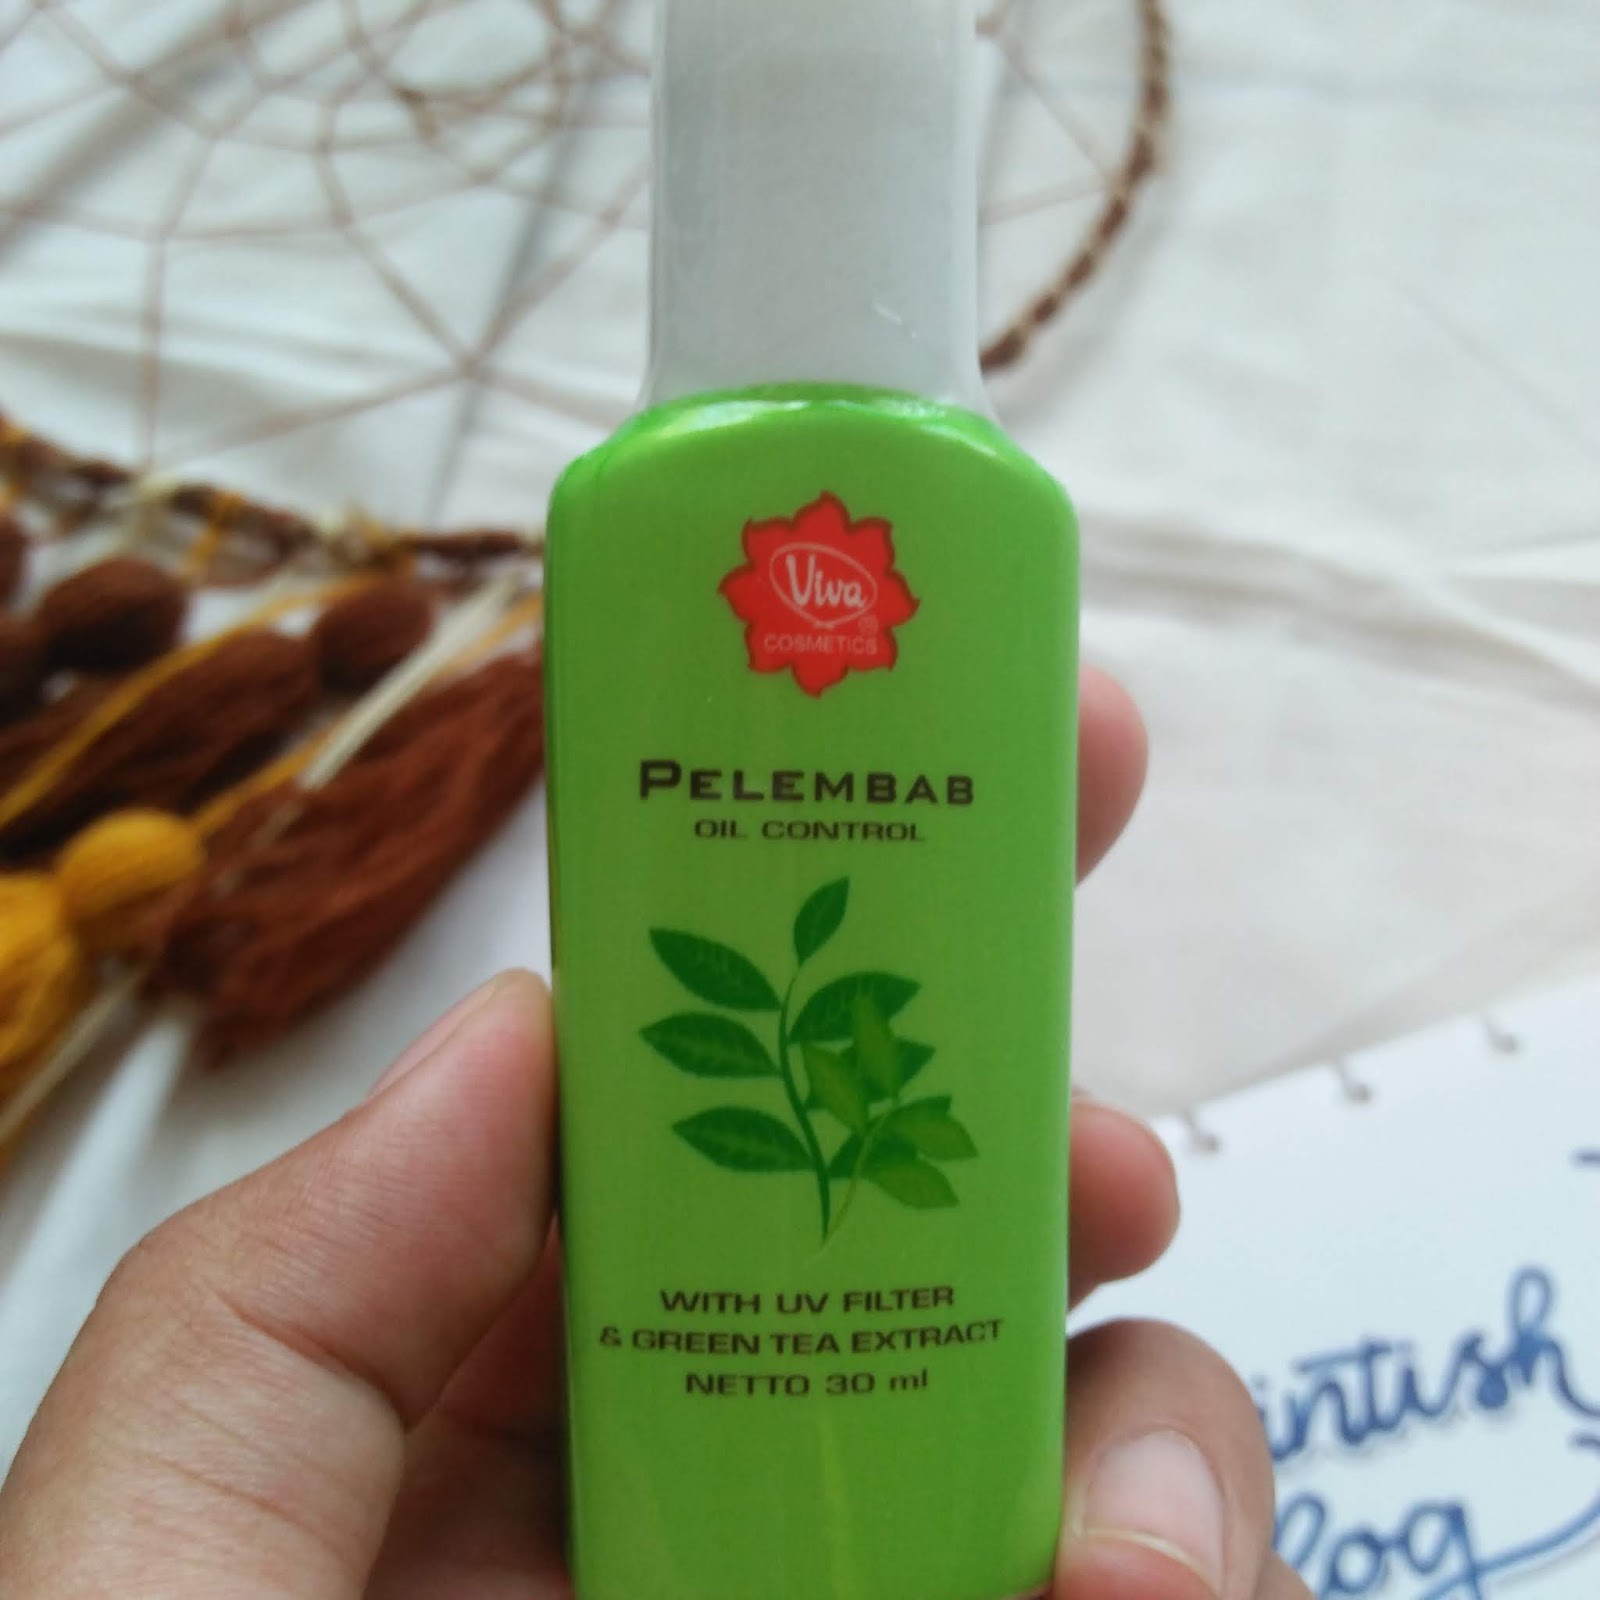 Viva
®
COSMETICS
PELEMBAB
OIL CONTROL
WITH UV FILTER
& GREEN TEA EXTRACT
NETTO 30 ml